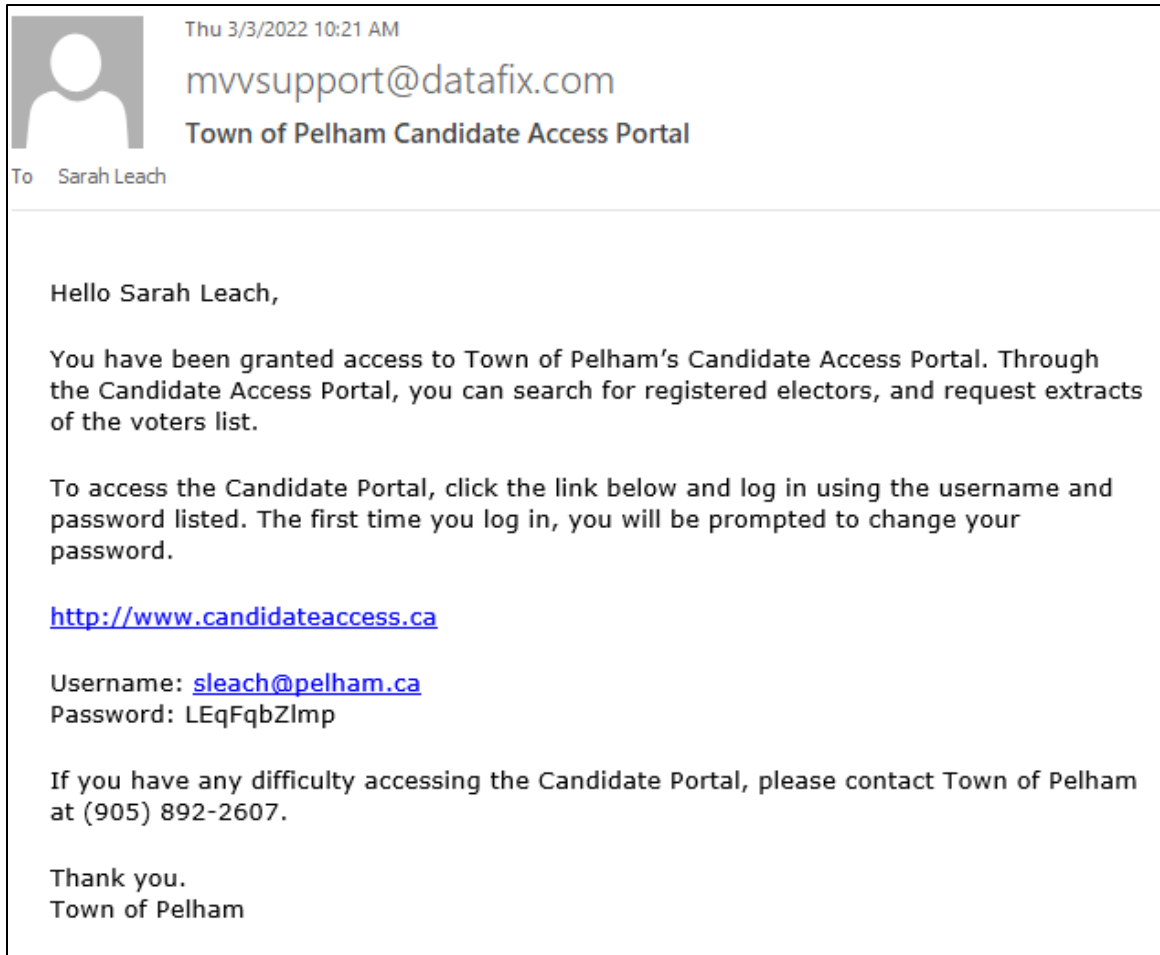 Thu 3/3/2022 10:21 AM
mvvsupport@datafix.com
Town of Pelham Candidate Access Portal
To Sarah Leach
Hello Sarah Leach,
You have been granted access to Town of Pelham’s Candidate Access Portal. Through
the Candidate Access Portal, you can search for registered electors, and request extracts
of the voters list.
To access the Candidate Portal, click the link below and log in using the username and
password listed. The first time you log in, you will be prompted to change your
password.
http://www.candidateaccess.ca
Username: sleach@pelham.ca
Password: LEqFqbZlmp
If you have any difficulty accessing the Candidate Portal, please contact Town of Pelham
at (905) 892-2607.
Thank you.
Town of Pelham